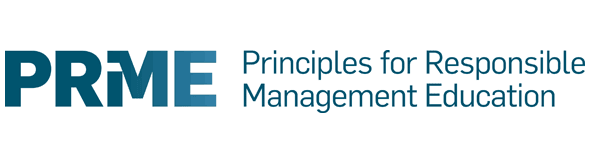 PRME
Principles for Responsible
Management Education